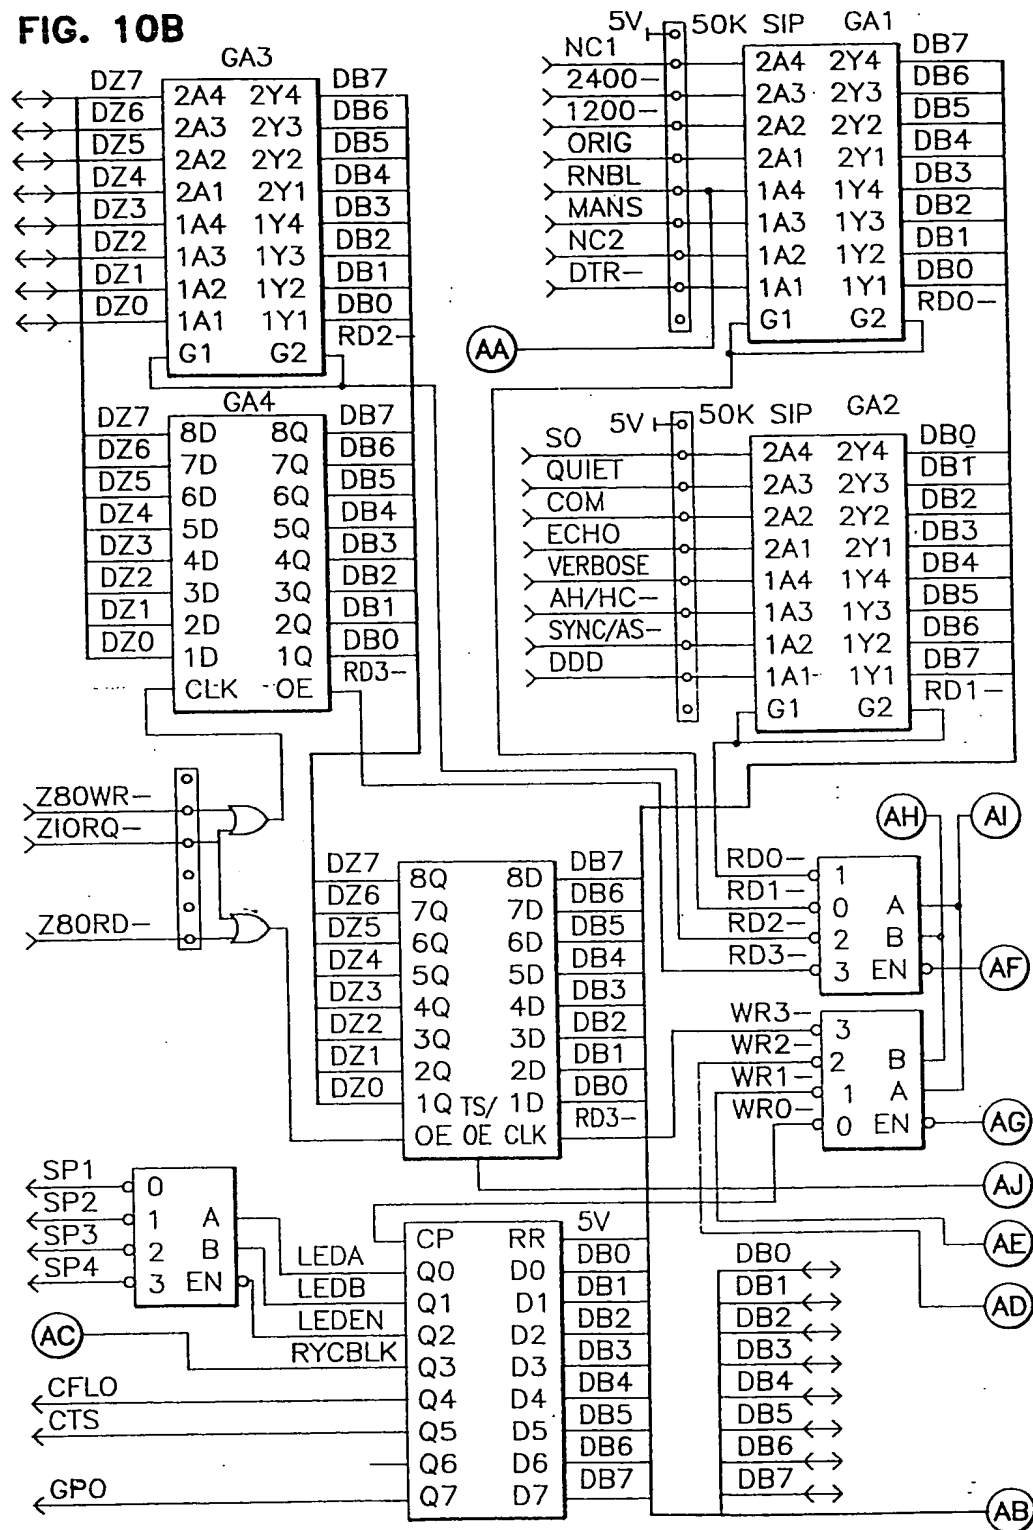 FIG. 10B
GA3
DZ7 2A4 2Y4 DB7
DZ6 2A3 2Y3 DB6
DZ5 2A2 2Y2 DB5
DZ4 2A1 2Y1 DB4
DZ3 1A4 1Y4 DB3
DZ2 1A3 1Y3 DB2
DZ1 1A2 1Y2 DB1
DZ0 1A1 1Y1 DB0
G1 G2 RD2-
5V 50K SIP GA1
NC1 2A4 2Y4 DB7
2400- 2A3 2Y3 DB6
1200- 2A2 2Y2 DB5
ORIG 2A1 2Y1 DB4
RNBL 1A4 1Y4 DB3
MANS 1A3 1Y3 DB2
NC2 1A2 1Y2 DB1
DTR- 1A1 1Y1 DB0
G1 G2 RD0-
AA
GA4
DZ7 8D 8Q DB7
DZ6 7D 7Q DB6
DZ5 6D 6Q DB5
DZ4 5D 5Q DB4
DZ3 4D 4Q DB3
DZ2 3D 3Q DB2
DZ1 2D 2Q DB1
DZ0 1D 1Q DB0
CLK OE RD3-
5V 50K SIP GA2
SO 2A4 2Y4 DB0
QUIET 2A3 2Y3 DB1
COM 2A2 2Y2 DB2
ECHO 2A1 2Y1 DB3
VERBOSE 1A4 1Y4 DB4
AH/HC- 1A3 1Y3 DB5
SYNC/AS- 1A2 1Y2 DB6
DDD 1A1 1Y1 DB7
G1 G2 RD1-
Z80WR-
ZIORQ-
Z80RD-
AH AI
DZ7 8Q 8D DB7
DZ6 7Q 7D DB6
DZ5 6Q 6D DB5
DZ4 5Q 5D DB4
DZ3 4Q 4D DB3
DZ2 3Q 3D DB2
DZ1 2Q 2D DB1
DZ0 1Q TS/ 1D DB0
OE OE CLK RD3-
RD0- 1
RD1- 0 A
RD2- 2 B
RD3- 3 EN AF
WR3- 3
WR2- 2 B
WR1- 1 A
WR0- 0 EN AG
AJ
AE
AD
SP1 0
SP2 1 A
SP3 2 B
SP4 3 EN
CP RR 5V
LEDA Q0 D0 DB0
LEDB Q1 D1 DB1
LEDEN Q2 D2 DB2
AC RYCBLK Q3 D3 DB3
CFLO Q4 D4 DB4
CTS Q5 D5 DB5
Q6 D6 DB6
GPO Q7 D7 DB7
DB0
DB1
DB2
DB3
DB4
DB5
DB6
DB7
AB